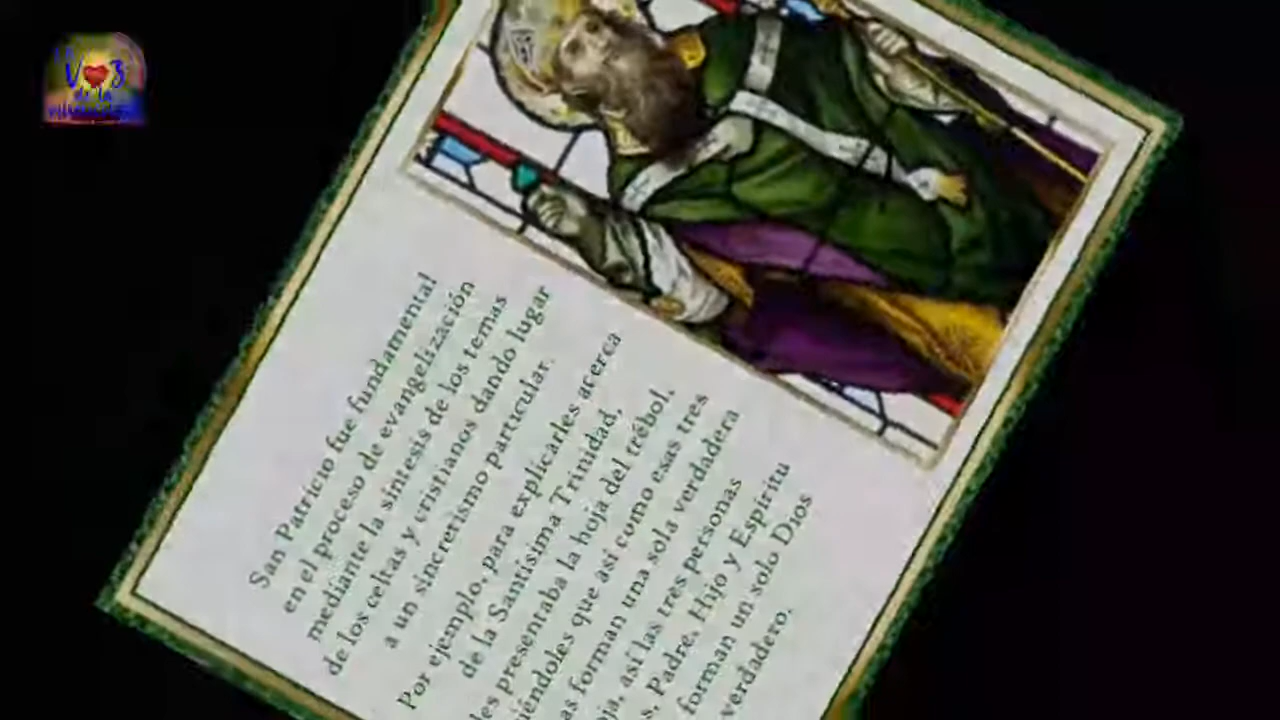 Voz
de la
San Patricio fue fundamental
en el proceso de evangelización
mediante la síntesis de los temas
de los celtas y cristianos dando lugar
a un sincretismo particular.
Por ejemplo, para explicarles acerca
de la Santísima Trinidad,
les presentaba la hoja del trébol,
que así como esas tres
forman una sola verdadera
así las tres personas
Padre, Hijo y Espíritu
forman un solo Dios
verdadero.